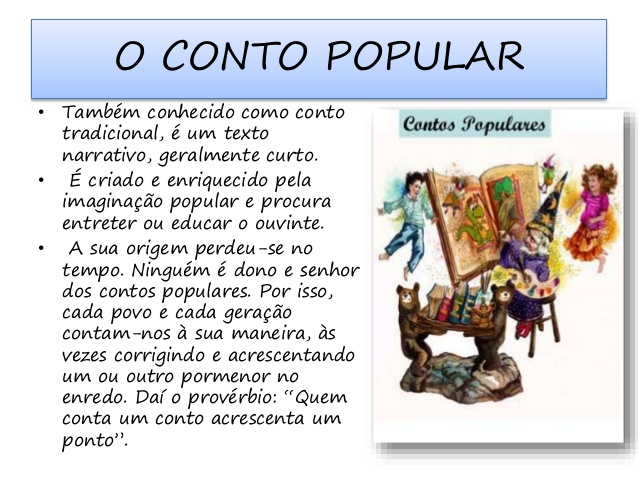 O CONTO POPULAR
• Também conhecido como conto
tradicional, é um texto
narrativo, geralmente curto.
• É criado e enriquecido pela
imaginação popular e procura
entreter ou educar o ouvinte.
• A sua origem perdeu-se no
tempo. Ninguém é dono e senhor
dos contos populares. Por isso,
cada povo e cada geração
contam-nos à sua maneira, às
vezes corrigindo e acrescentando
um ou outro pormenor no
enredo. Daí o provérbio: “Quem
conta um conto acrescenta um
ponto”.
Contos Populares